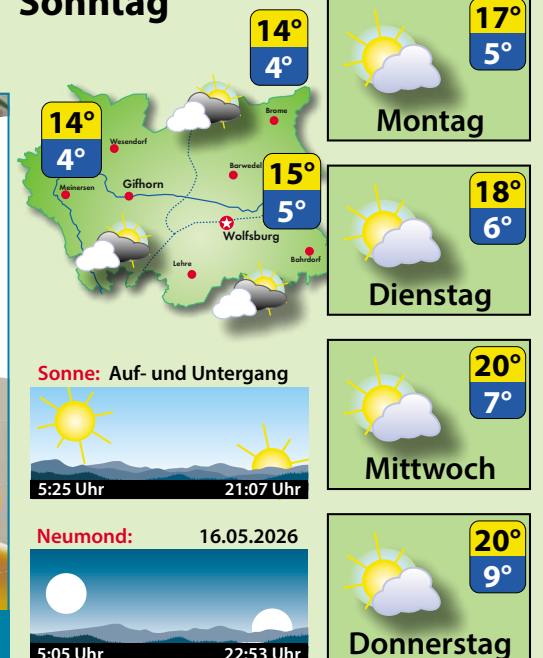 Sonntag
14°
4°
14°
4°
15°
5°
Brome
Wesendorf
Barwedel
Meinersen
Gifhorn
Wolfsburg
Lehre
Bahrdorf
Sonne: Auf- und Untergang
5:25 Uhr 21:07 Uhr
Neumond: 16.05.2026
5:05 Uhr 22:53 Uhr
17°
5°
Montag
18°
6°
Dienstag
20°
7°
Mittwoch
20°
9°
Donnerstag